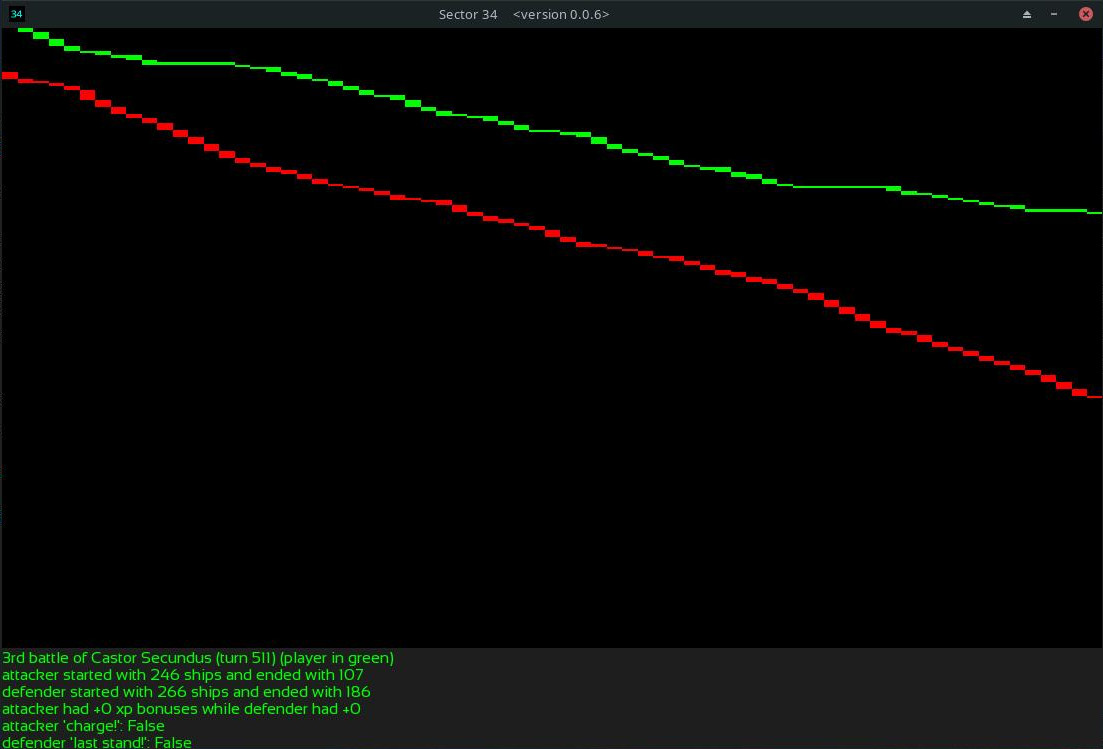 34
Sector 34 <version 0.0.6>
3rd battle of Castor Secundus (turn 511) (player in green)
attacker started with 246 ships and ended with 107
defender started with 266 ships and ended with 186
attacker had +0 xp bonuses while defender had +0
attacker 'charge!': False
defender 'last stand!': False